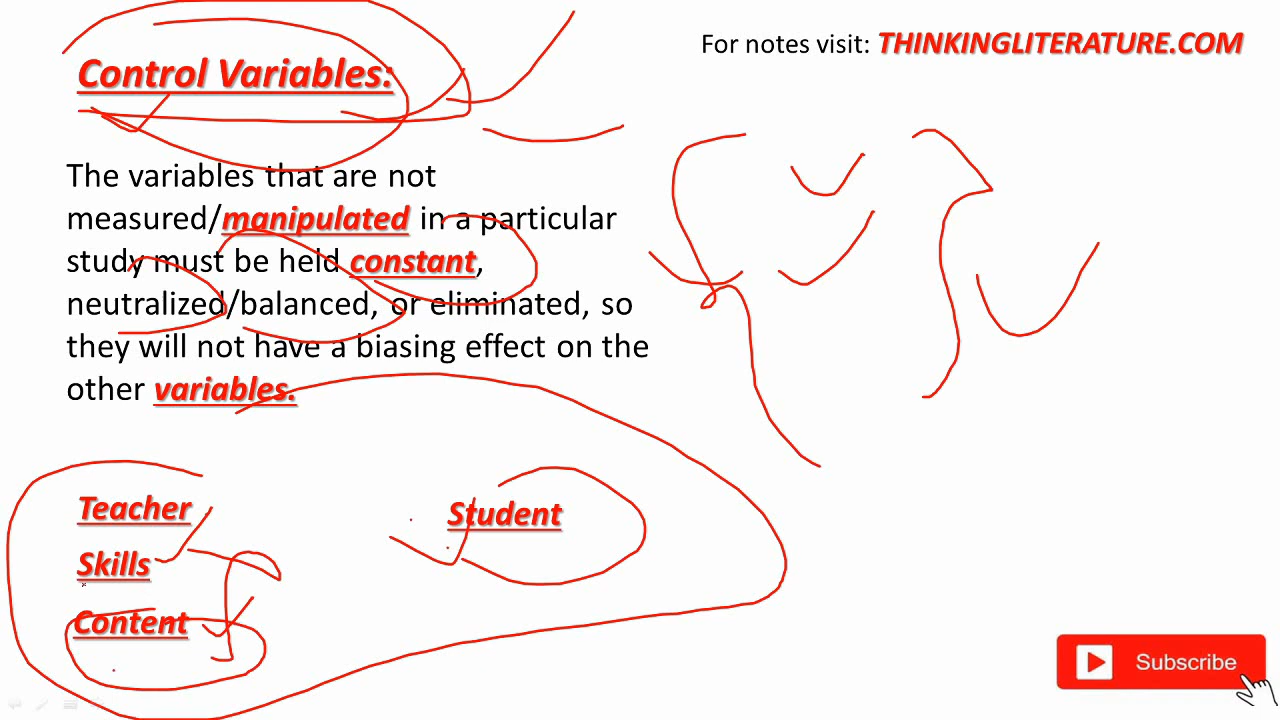 For notes visit: THINKINGLITERATURE.COM
Control Variables:
The variables that are not
measured/manipulated in a particular
study must be held constant,
neutralized/balanced, or eliminated, so
they will not have a biasing effect on the
other variables.
Teacher
Student
Skills
Content
Subscribe